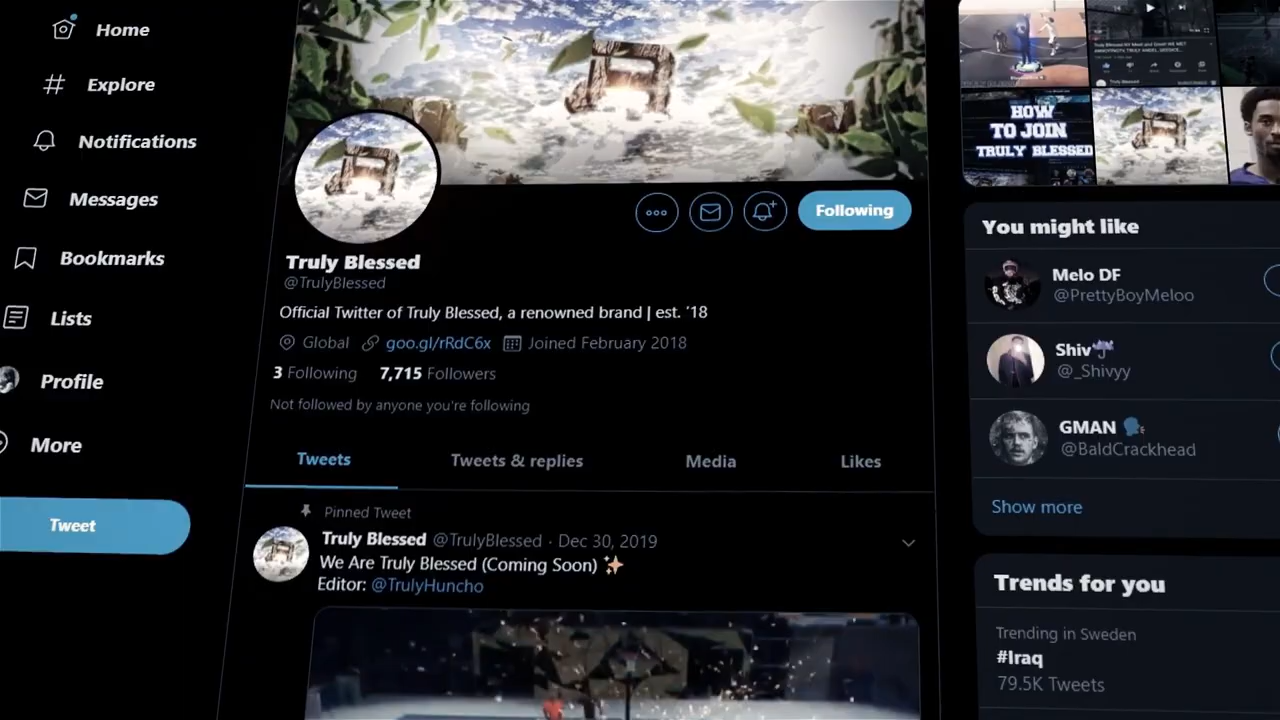 Home
Explore
Notifications
Messages
Bookmarks
Lists
Profile
More
Tweet
Following
Truly Blessed
@TrulyBlessed
Official Twitter of Truly Blessed, a renowned brand | est. '18
Global goo.gl/rRdC6x Joined February 2018
3 Following 7,715 Followers
Not followed by anyone you're following
Tweets Tweets & replies Media Likes
Pinned Tweet
Truly Blessed @TrulyBlessed · Dec 30, 2019
We Are Truly Blessed (Coming Soon) ✨
Editor: @TrulyHuncho
Truly Blessed
HOW
TO JOIN
TRULY BLESSED
You might like
Melo DF
@PrettyBoyMeloo
Shiv☔
@_Shivyy
GMAN 🗣
@BaldCrackhead
Show more
Trends for you
Trending in Sweden
#Iraq
79.5K Tweets